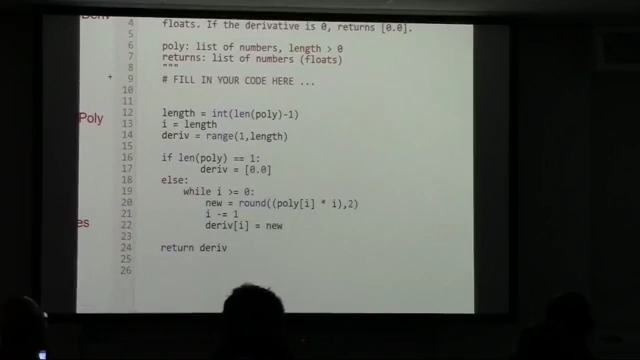 Deriv
4 floats. If the derivative is 0, returns [0.0].
5
6 poly: list of numbers, length > 0
7 returns: list of numbers (floats)
8 """
9 # FILL IN YOUR CODE HERE ...
10
11
Poly
12 length = int(len(poly)-1)
13 i = length
14 deriv = range(1,length)
15
16 if len(poly) == 1:
17 deriv = [0.0]
18 else:
19 while i >= 0:
20 new = round((poly[i] * i),2)
21 i -= 1
es
22 deriv[i] = new
23
24 return deriv
25
26